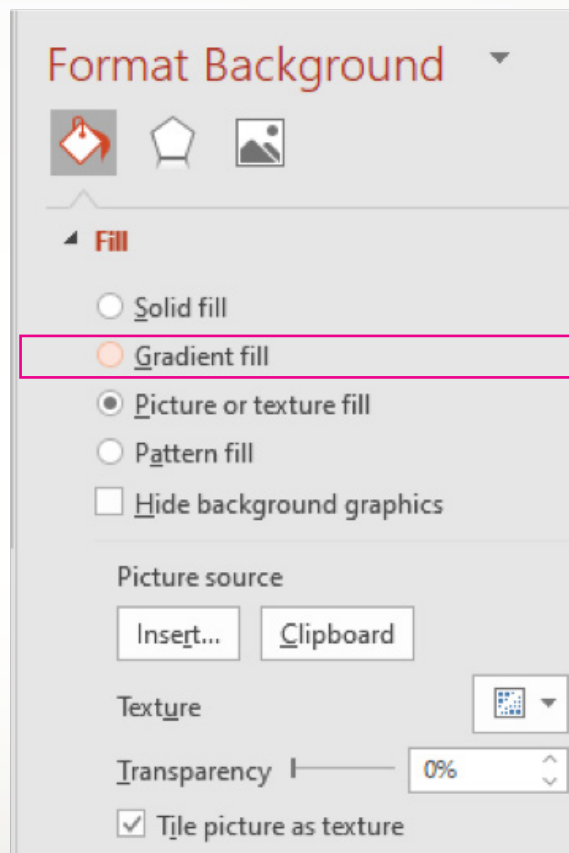 Format Background
Fill
Solid fill
Gradient fill
Picture or texture fill
Pattern fill
Hide background graphics
Picture source
Insert... Clipboard
Texture
Transparency 0%
Tile picture as texture